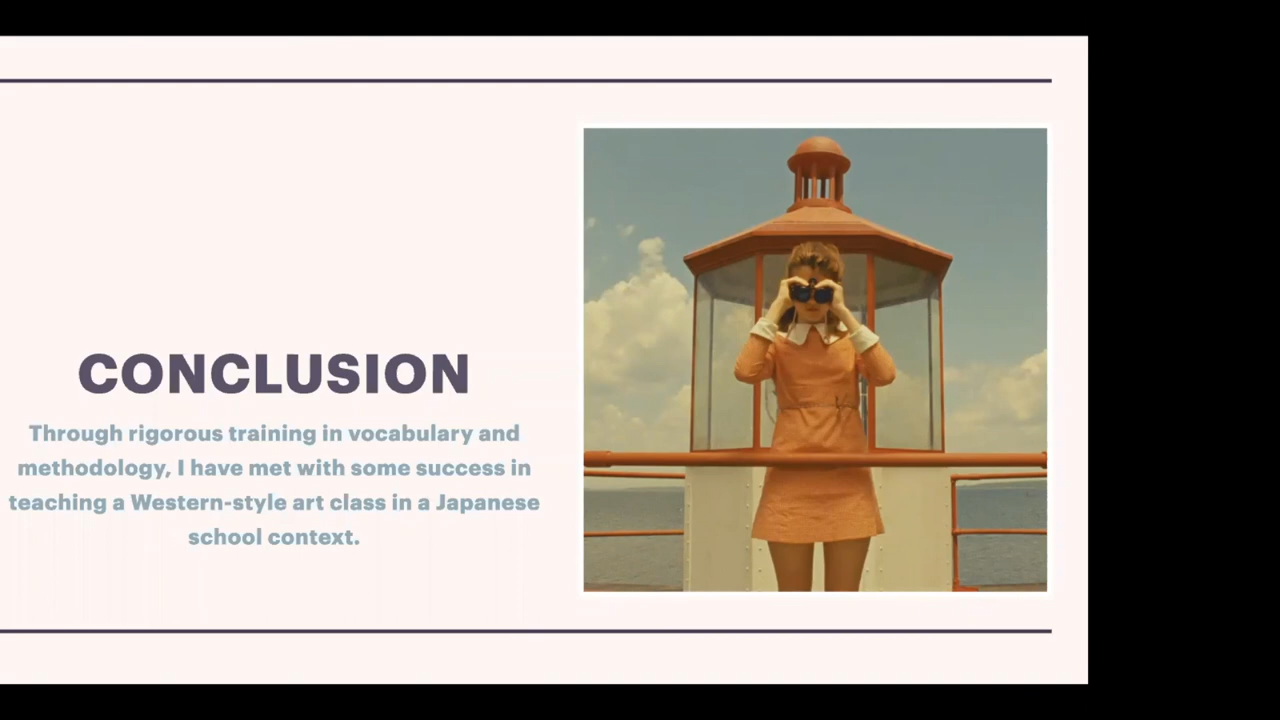 CONCLUSION
Through rigorous training in vocabulary and
methodology, I have met with some success in
teaching a Western-style art class in a Japanese
school context.